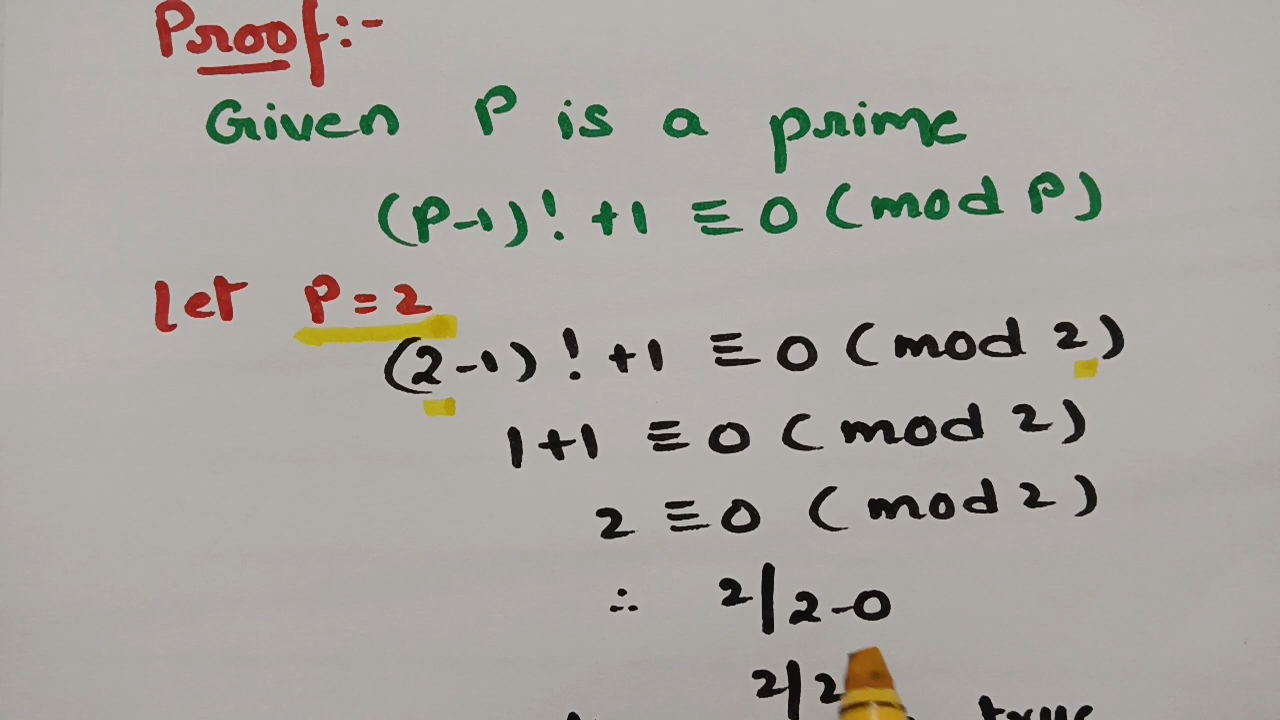 Proof:-
Given P is a prime
(P-1)! +1 ≡ 0 (mod P)
let P = 2
(2-1)! +1 ≡ 0 (mod 2)
1+1 ≡ 0 (mod 2)
2 ≡ 0 (mod 2)
∴ 2|2-0
2|2
true